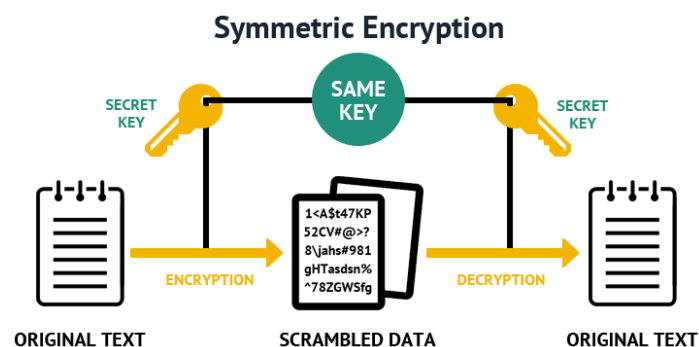 Symmetric Encryption
SECRET
KEY
SAME
KEY
SECRET
KEY
1<A$t47KP
52CV#@>?
8\jahs#981
gHTasdsn%
^78ZGWSfg
ENCRYPTION
DECRYPTION
ORIGINAL TEXT
SCRAMBLED DATA
ORIGINAL TEXT